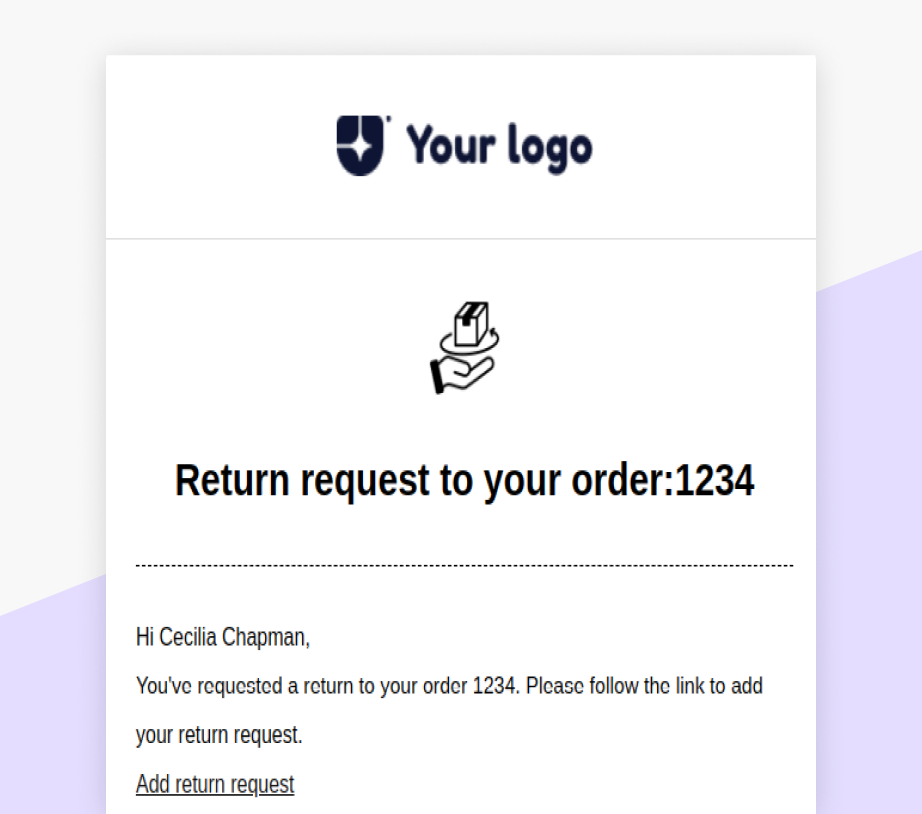 Your logo
Return request to your order:1234
Hi Cecilia Chapman,
You've requested a return to your order 1234. Please follow the link to add
your return request.
Add return request